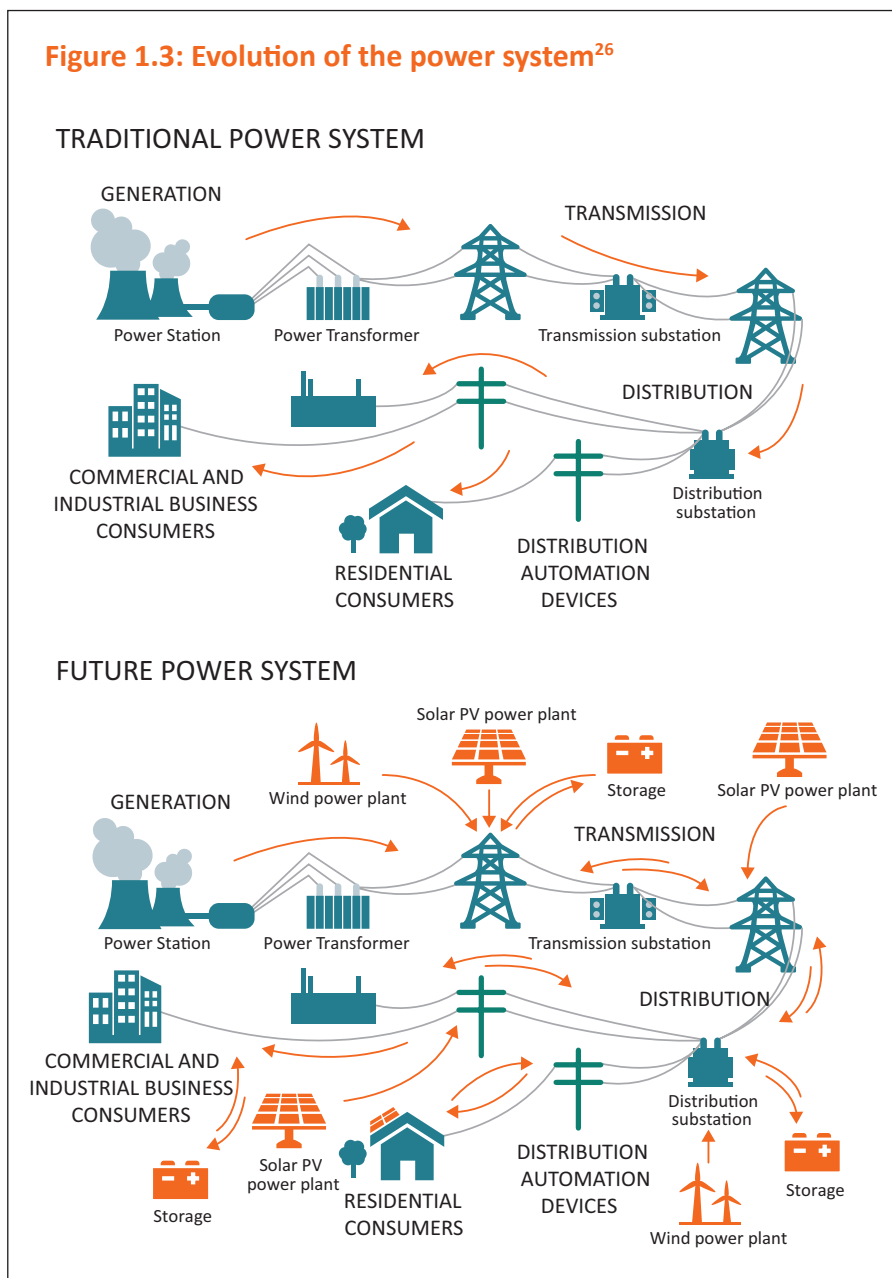 Figure 1.3: Evolution of the power system26
TRADITIONAL POWER SYSTEM
GENERATION
TRANSMISSION
Power Station
Power Transformer
Transmission substation
DISTRIBUTION
COMMERCIAL AND
INDUSTRIAL BUSINESS
CONSUMERS
Distribution
substation
RESIDENTIAL
CONSUMERS
DISTRIBUTION
AUTOMATION
DEVICES
FUTURE POWER SYSTEM
Solar PV power plant
Wind power plant
Storage
Solar PV power plant
GENERATION
TRANSMISSION
Power Station
Power Transformer
Transmission substation
DISTRIBUTION
COMMERCIAL AND
INDUSTRIAL BUSINESS
CONSUMERS
Distribution
substation
Solar PV
power plant
Storage
RESIDENTIAL
CONSUMERS
DISTRIBUTION
AUTOMATION
DEVICES
Storage
Wind power plant